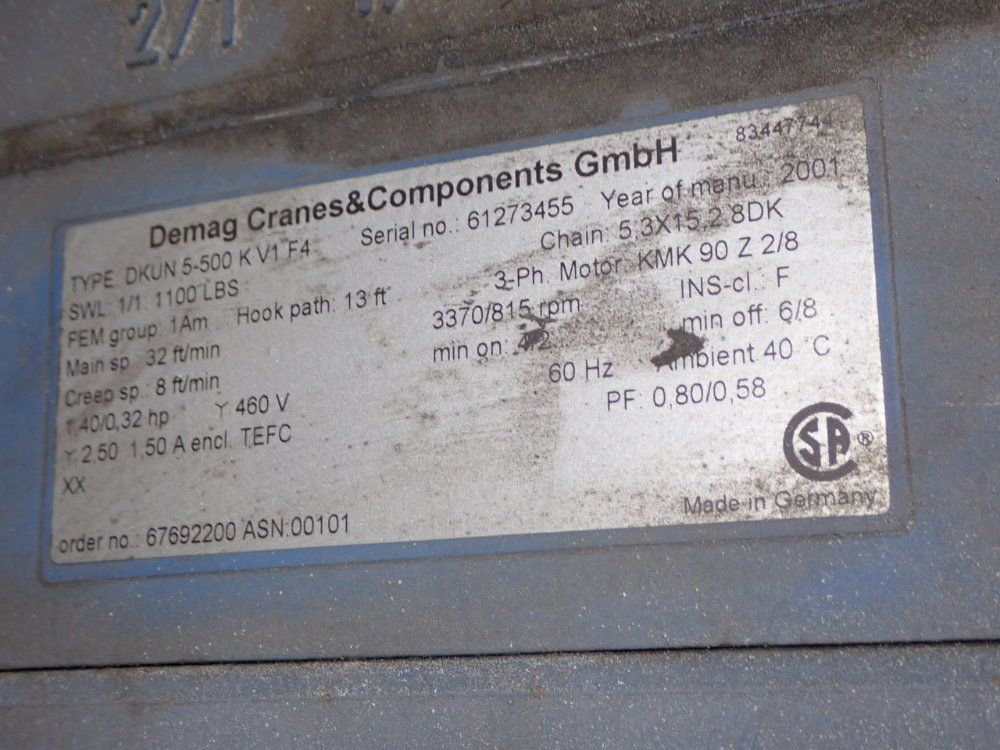 2/1
83447744
Demag Cranes&Components GmbH
TYPE DKUN 5-500 K V1 F4 Serial no.: 61273455 Year of manu.: 2001
SWL: 1/1: 1100 LBS Chain: 5,3X15,2 8DK
FEM group: 1Am Hook path: 13 ft 3-Ph. Motor: KMK 90 Z 2/8
Main sp. 32 ft/min 3370/815 rpm INS-cl.: F
Creep sp. 8 ft/min min on: 4/2 min off: 6/8
40/0,32 hp Y 460 V 60 Hz Ambient 40 °C
Y 2,50 1,50 A encl. TEFC PF: 0,80/0,58
XX
CSA ®
Made in Germany
order no.: 67692200 ASN:00101